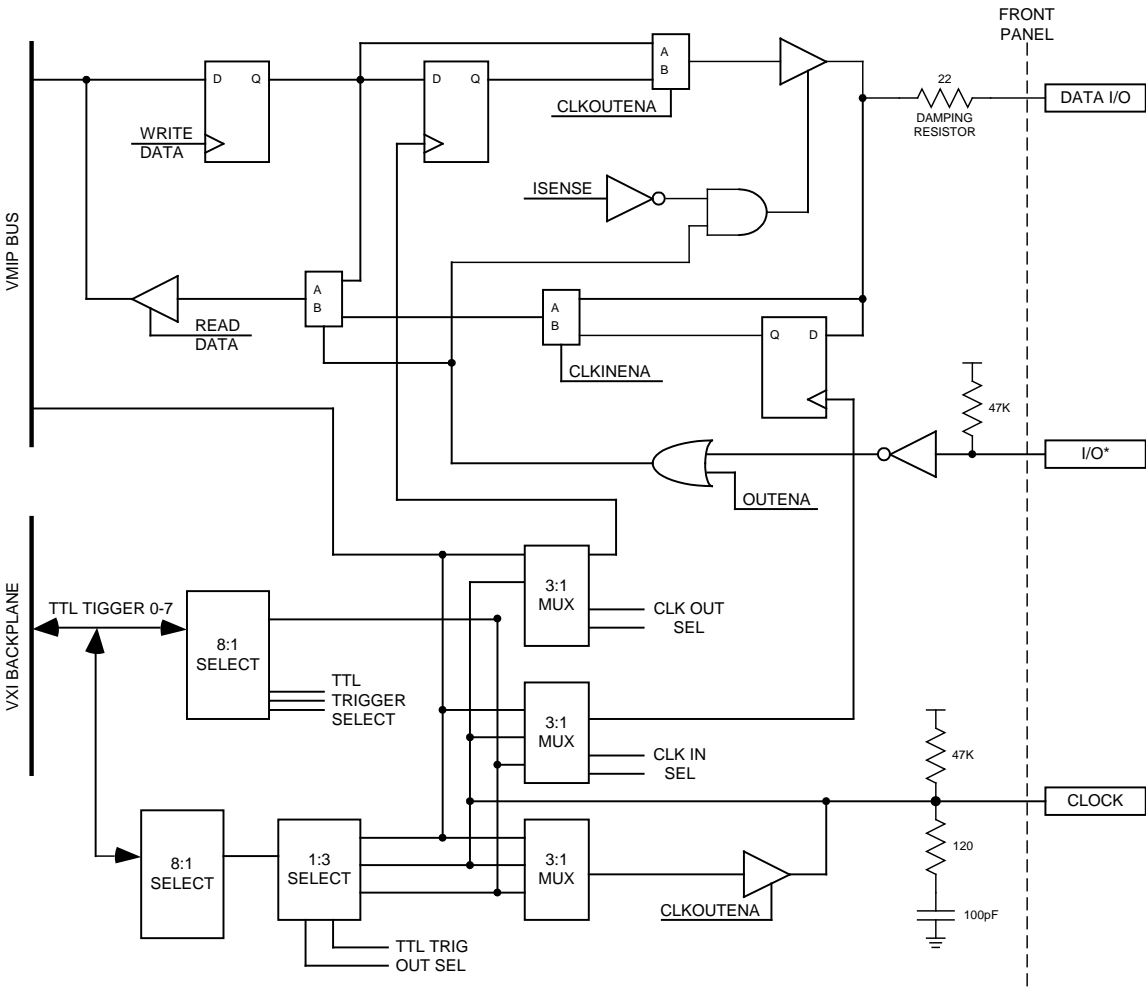 FRONT
PANEL
A
B
D Q
D Q
22
DATA I/O
CLKOUTENA
DAMPING
RESISTOR
WRITE
DATA
ISENSE
VMIP BUS
A
B
A
B
READ
DATA
Q D
CLKINENA
47K
I/O*
OUTENA
VXI BACKPLANE
TTL TIGGER 0-7
3:1
MUX
CLK OUT
SEL
8:1
SELECT
TTL
TRIGGER
SELECT
3:1
MUX
CLK IN
SEL
47K
CLOCK
8:1
SELECT
1:3
SELECT
3:1
MUX
120
CLKOUTENA
100pF
TTL TRIG
OUT SEL